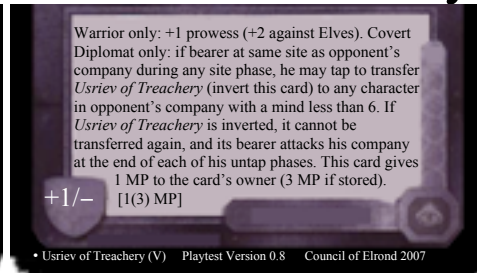 Warrior only: +1 prowess (+2 against Elves). Covert
Diplomat only: if bearer at same site as opponent's
company during any site phase, he may tap to transfer
Usriev of Treachery (invert this card) to any character
in opponent's company with a mind less than 6. If
Usriev of Treachery is inverted, it cannot be
transferred again, and its bearer attacks his company
at the end of each of his untap phases. This card gives
1 MP to the card's owner (3 MP if stored).
[1(3) MP]
+1/–
• Usriev of Treachery (V) Playtest Version 0.8 Council of Elrond 2007